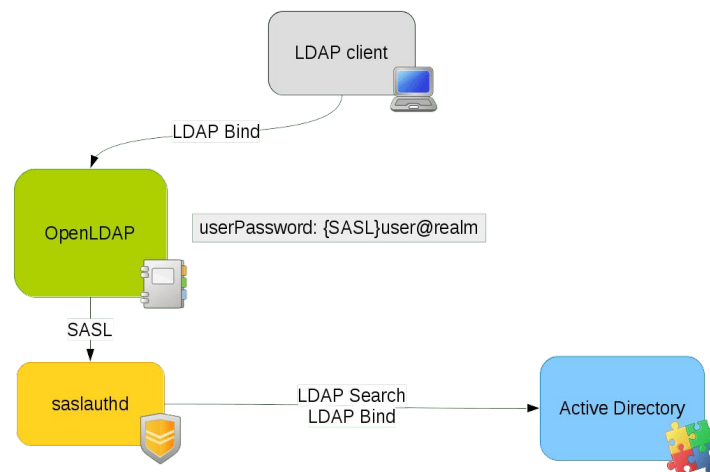 LDAP client
LDAP Bind
OpenLDAP
userPassword: {SASL}user@realm
SASL
saslauthd
LDAP Search
LDAP Bind
Active Directory